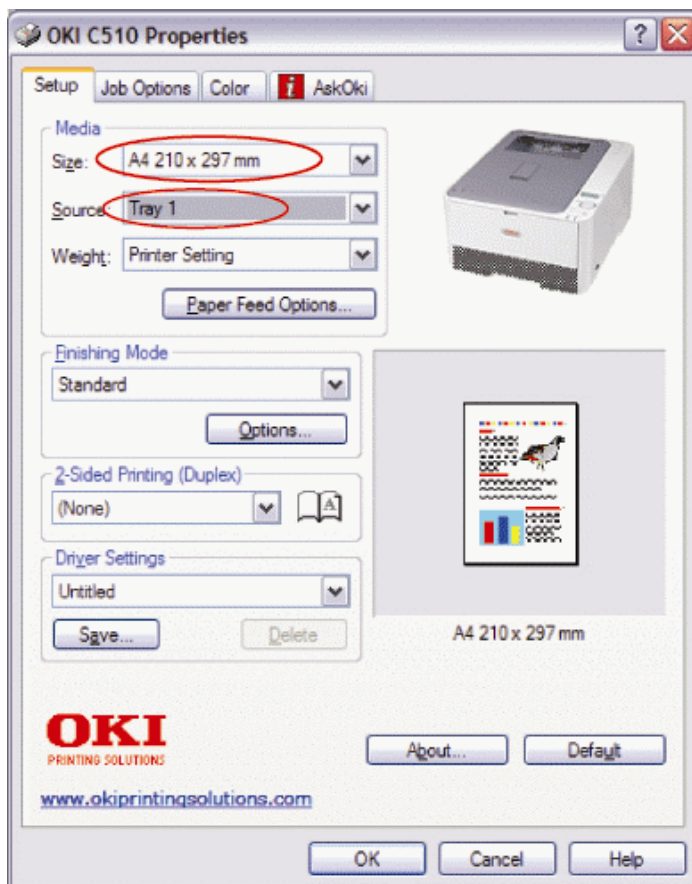 OKI C510 Properties
Setup Job Options Color i AskOki
Media
Size: A4 210 x 297 mm
Source: Tray 1
Weight: Printer Setting
Paper Feed Options...
Finishing Mode
Standard
Options...
2-Sided Printing (Duplex)
(None)
A
Driver Settings
Untitled
Save... Delete
A4 210 x 297 mm
OKI
PRINTING SOLUTIONS
About... Default
www.okiprintingsolutions.com
OK Cancel Help